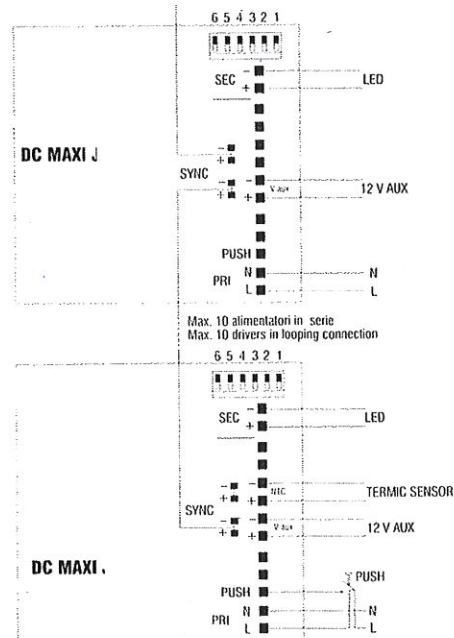 6 5 4 3 2 1
SEC - LED
+
DC MAXI J
SYNC - +
- +
- V aux 12 V AUX
+
PUSH
PRI N N
L L
Max. 10 alimentatori in serie
Max. 10 drivers in looping connection
6 5 4 3 2 1
SEC - LED
+
SYNC - + - NTC TERMIC SENSOR
+
- + - V aux 12 V AUX
+
DC MAXI
PUSH PUSH
PRI N N
L L